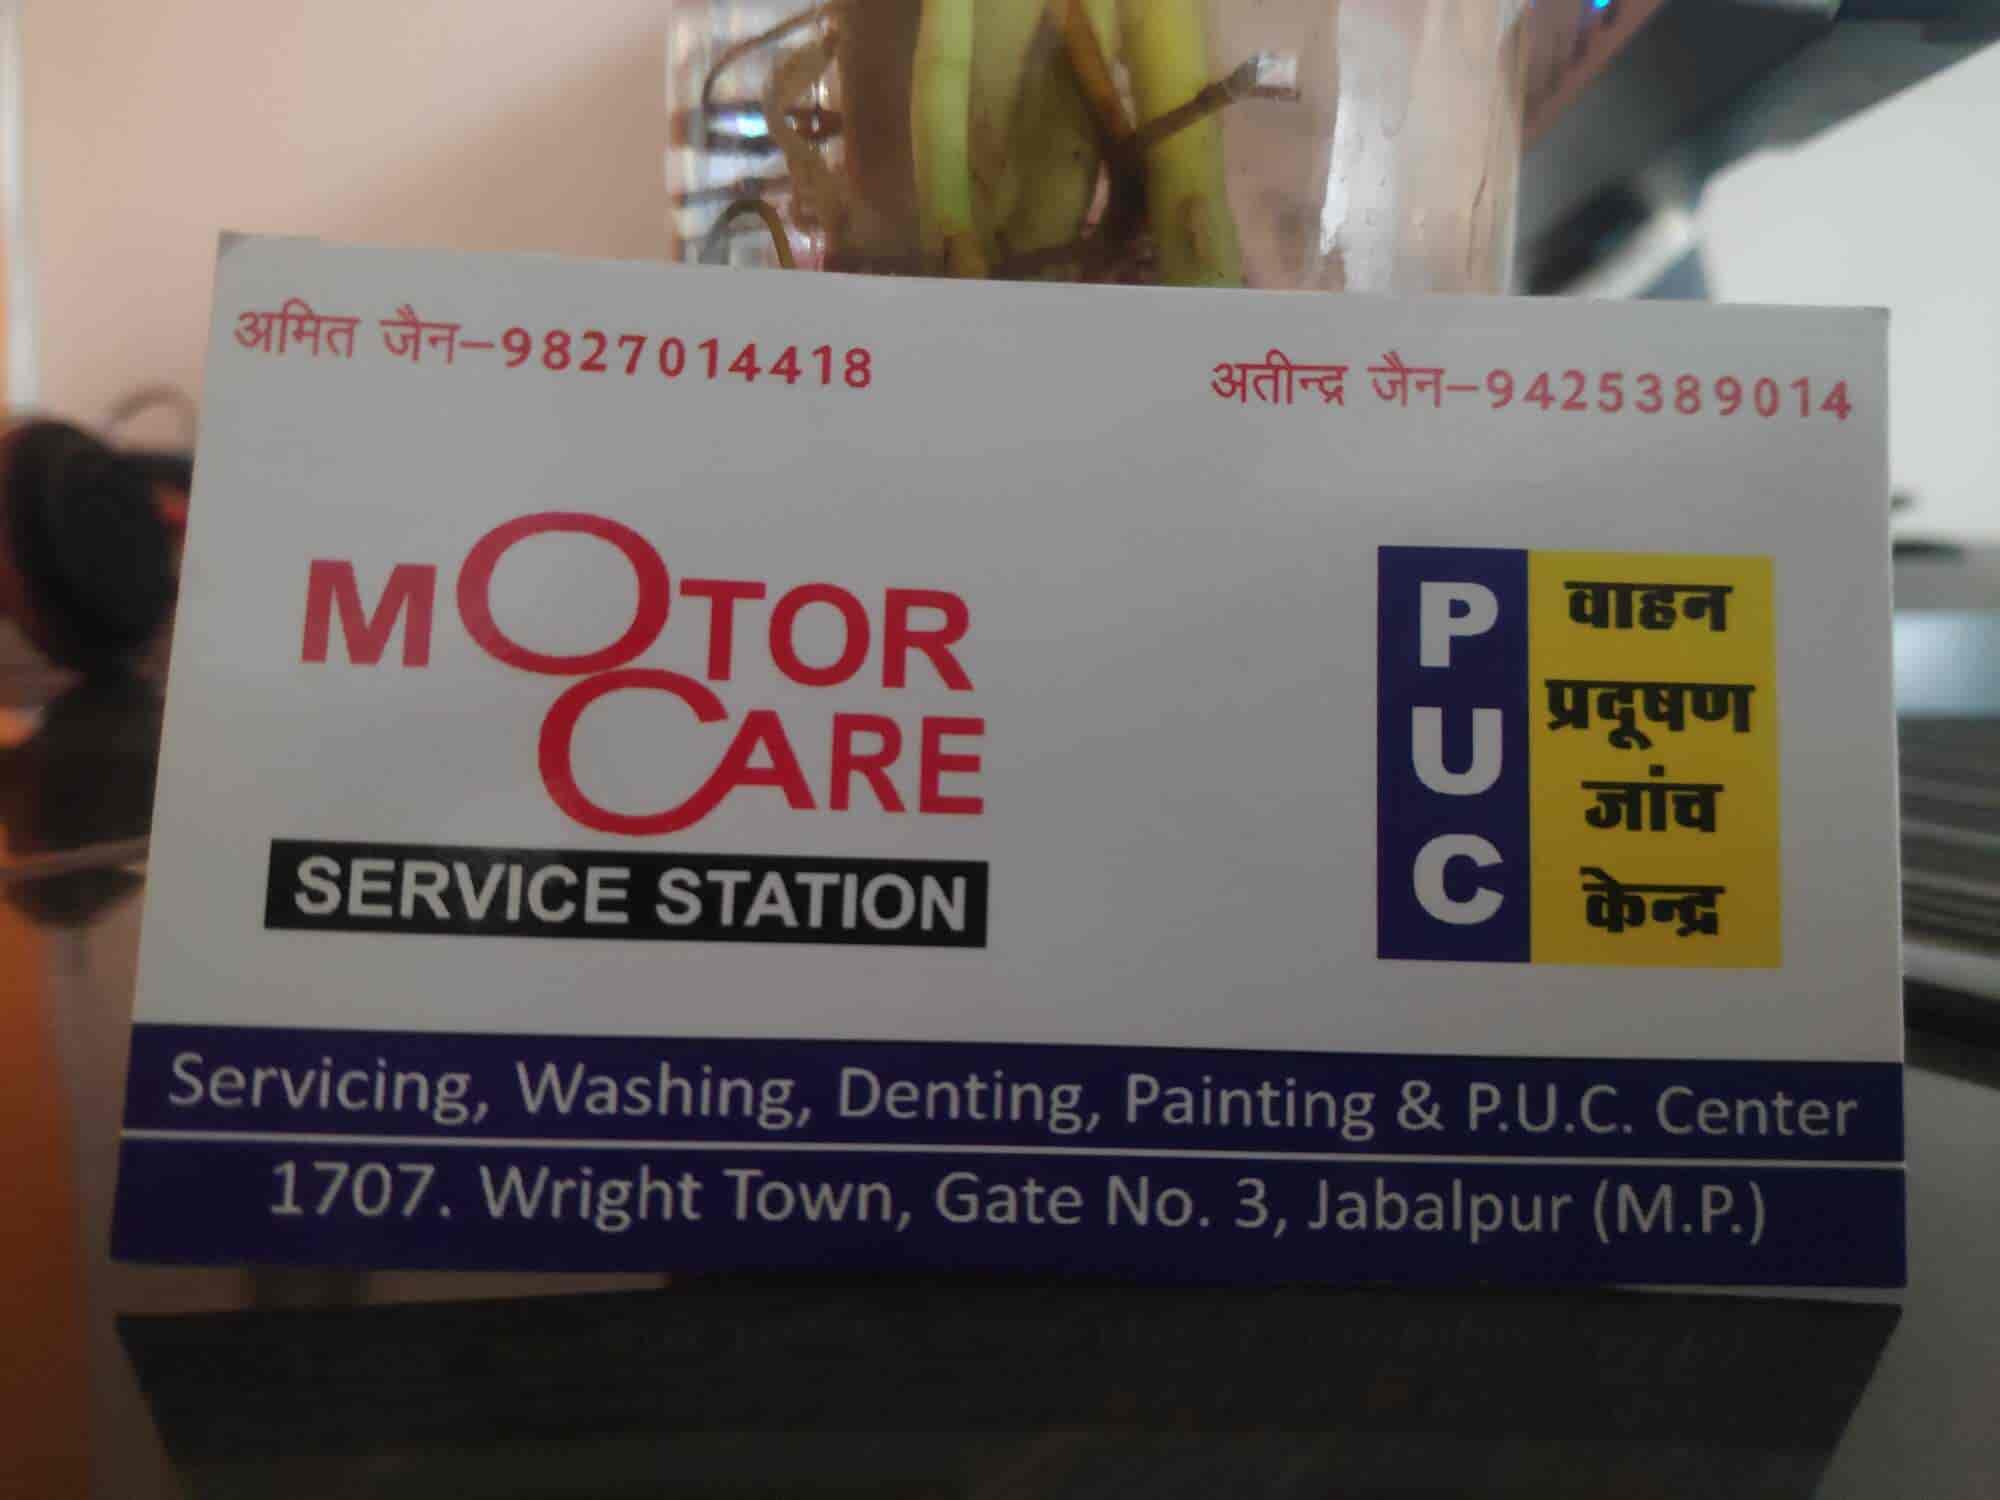 अमित जैन-9827014418
अतीन्द्र जैन-9425389014
MOTOR
CARE
SERVICE STATION
PUC
वाहन
प्रदूषण
जांच
केन्द्र
Servicing, Washing, Denting, Painting & P.U.C. Center
1707. Wright Town, Gate No. 3, Jabalpur (M.P.)